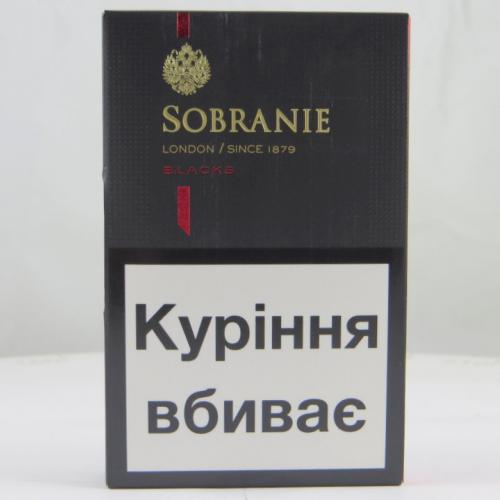 SOBRANIE
LONDON / SINCE 1879
BLACKS
Куріння
вбиває